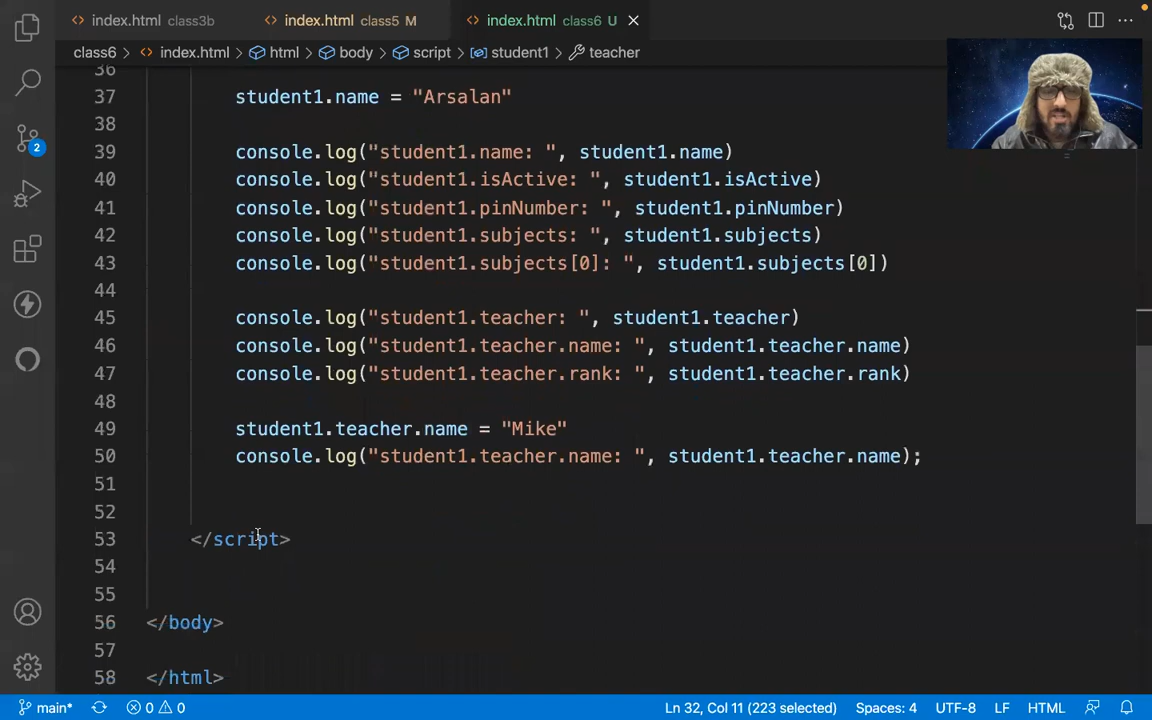 index.html class3b
index.html class5 M
index.html class6 U
class6 > index.html > html > body > script > student1 > teacher
36
37 student1.name = "Arsalan"
38
39 console.log("student1.name: ", student1.name)
40 console.log("student1.isActive: ", student1.isActive)
41 console.log("student1.pinNumber: ", student1.pinNumber)
42 console.log("student1.subjects: ", student1.subjects)
43 console.log("student1.subjects[0]: ", student1.subjects[0])
44
45 console.log("student1.teacher: ", student1.teacher)
46 console.log("student1.teacher.name: ", student1.teacher.name)
47 console.log("student1.teacher.rank: ", student1.teacher.rank)
48
49 student1.teacher.name = "Mike"
50 console.log("student1.teacher.name: ", student1.teacher.name);
51
52
53 </script>
54
55
56 </body>
57
58 </html>
2
main* 0 0 Ln 32, Col 11 (223 selected) Spaces: 4 UTF-8 LF HTML